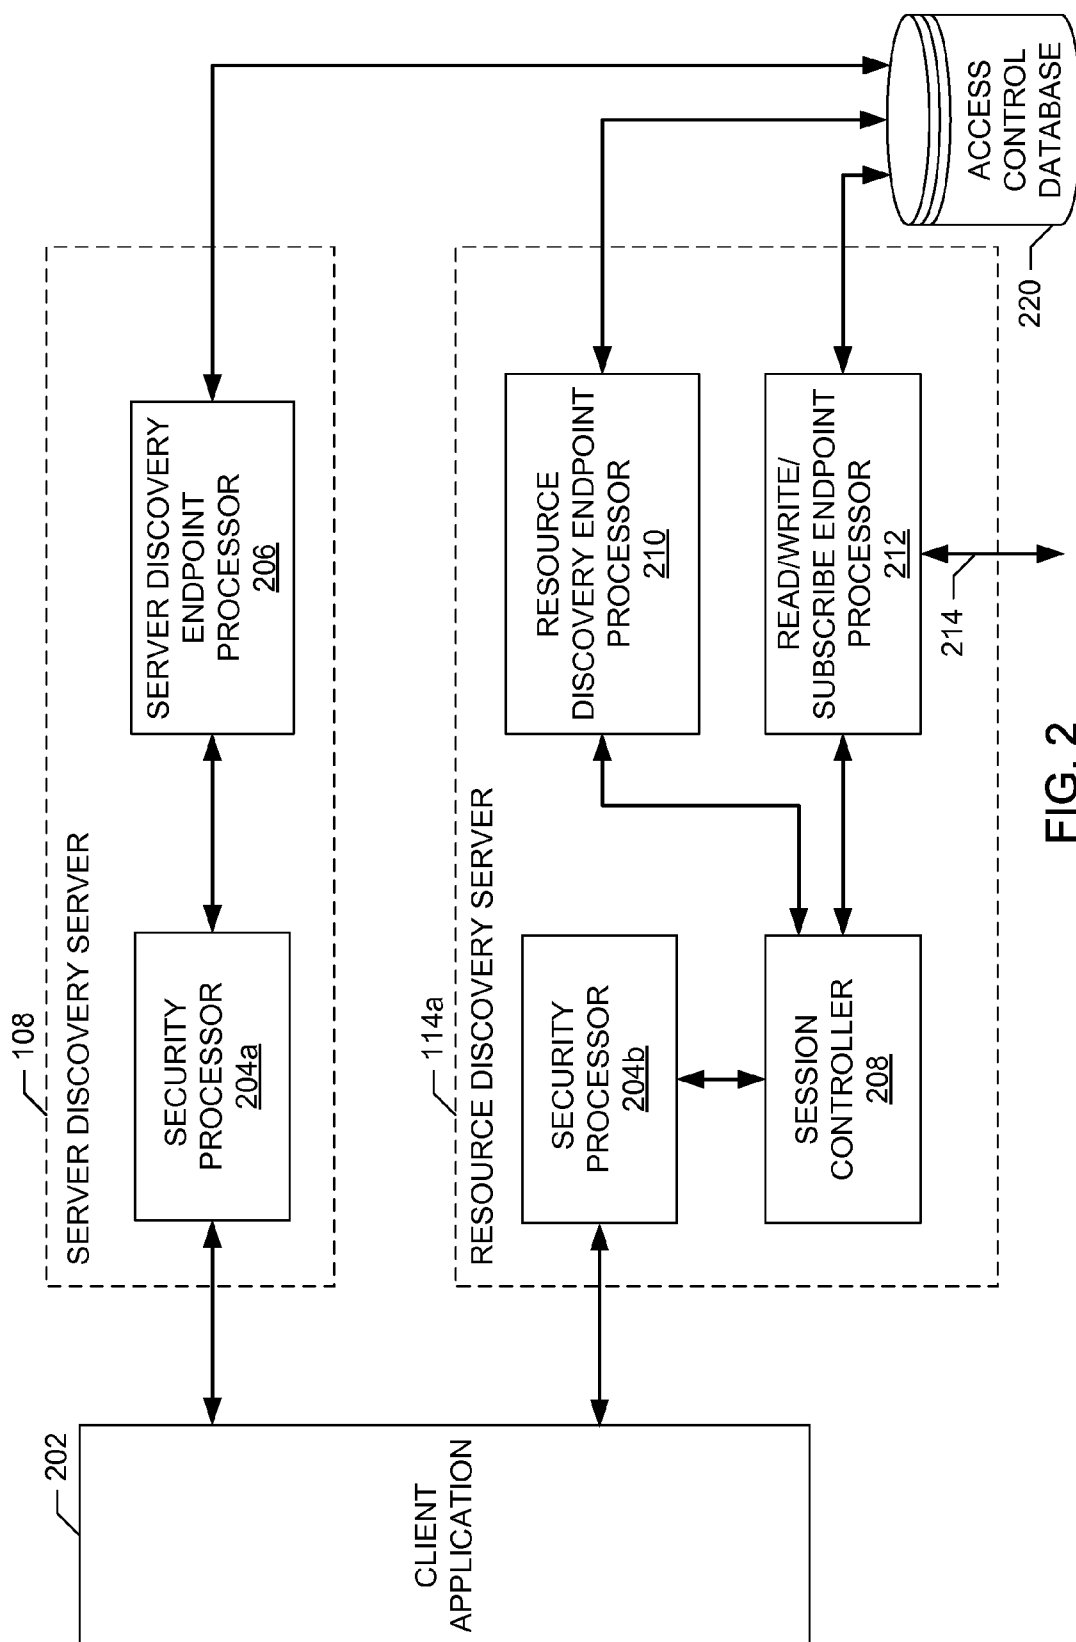 202
CLIENT
APPLICATION
108
SERVER DISCOVERY SERVER
SECURITY
PROCESSOR
204a
SERVER DISCOVERY
ENDPOINT
PROCESSOR
206
114a
RESOURCE DISCOVERY SERVER
SECURITY
PROCESSOR
204b
SESSION
CONTROLLER
208
RESOURCE
DISCOVERY ENDPOINT
PROCESSOR
210
READ/WRITE/
SUBSCRIBE ENDPOINT
PROCESSOR
212
214
220
ACCESS
CONTROL
DATABASE
FIG. 2